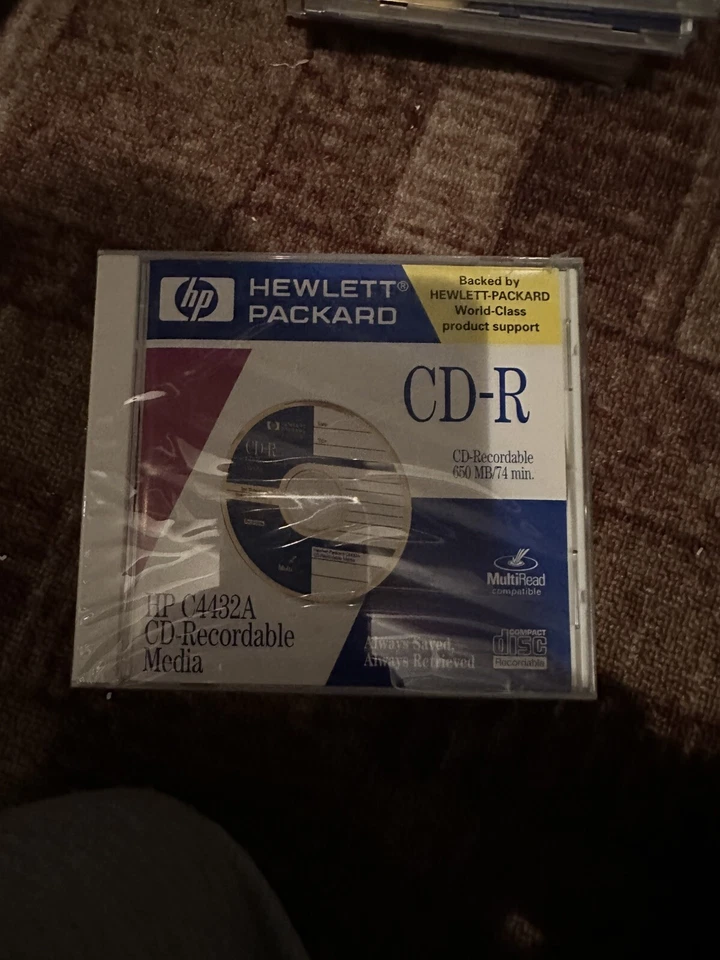 hp
HEWLETT®
PACKARD
Backed by
HEWLETT-PACKARD
World-Class
product support
CD-R
CD-Recordable
650 MB/74 min.
CD-R
MultiRead
compatible
HP C4432A
CD-Recordable
Media
Always Saved,
Always Retrieved
COMPACT
disc
Recordable